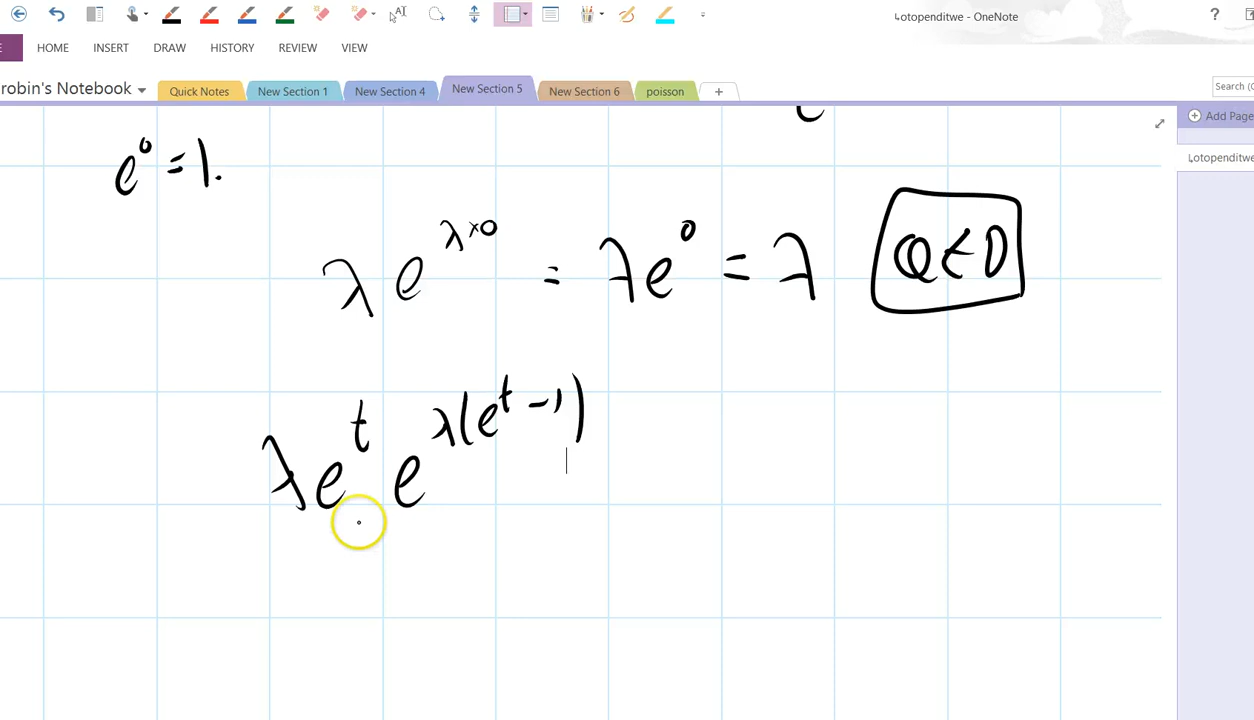 Lotopenditwe - OneNote
?
HOME INSERT DRAW HISTORY REVIEW VIEW
robin's Notebook Quick Notes New Section 1 New Section 4 New Section 5 New Section 6 poisson +
Search (C
Add Page
Lotopenditwe
e⁰ = 1.
λ e^{λ×0} = λe⁰ = λ
λe^t e^{λ(e^t - 1)}